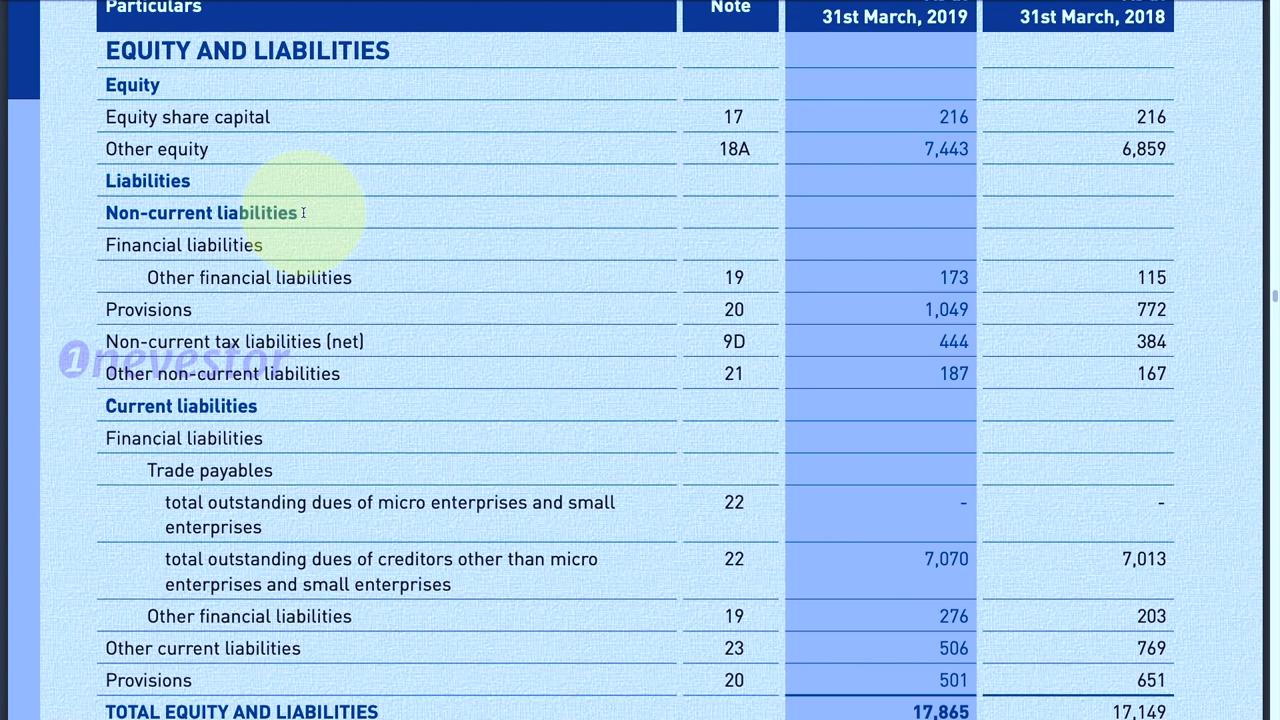 Particulars Note 31st March, 2019 31st March, 2018
EQUITY AND LIABILITIES
Equity
Equity share capital 17 216 216
Other equity 18A 7,443 6,859
Liabilities
Non-current liabilities
Financial liabilities
Other financial liabilities 19 173 115
Provisions 20 1,049 772
Non-current tax liabilities (net) 9D 444 384
1nevestor
Other non-current liabilities 21 187 167
Current liabilities
Financial liabilities
Trade payables
total outstanding dues of micro enterprises and small 22 - -
enterprises
total outstanding dues of creditors other than micro 22 7,070 7,013
enterprises and small enterprises
Other financial liabilities 19 276 203
Other current liabilities 23 506 769
Provisions 20 501 651
TOTAL EQUITY AND LIABILITIES 17,865 17,149